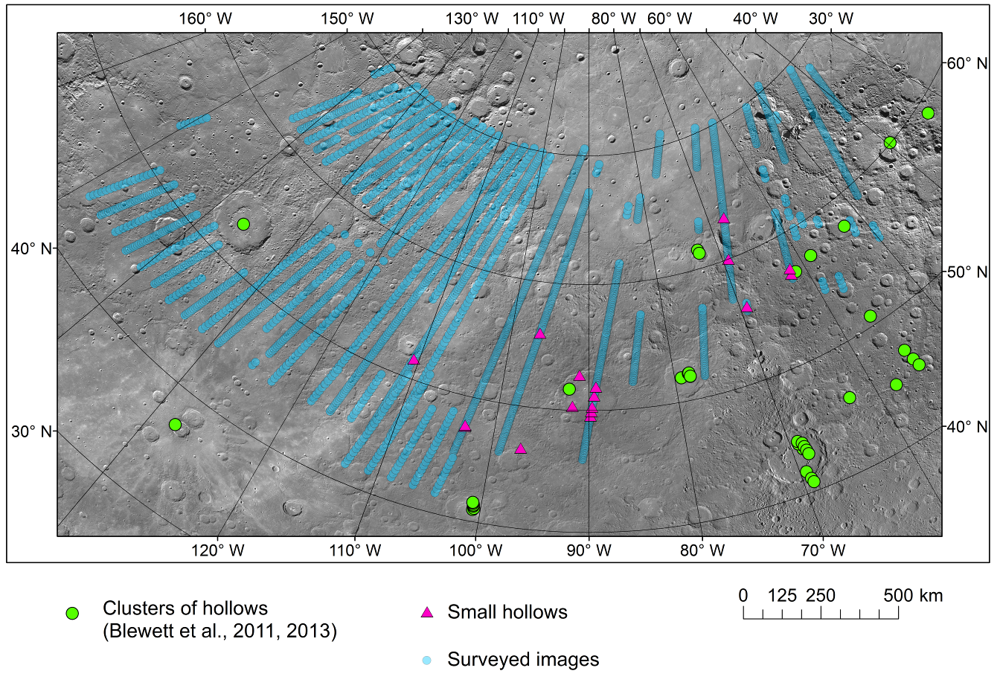 160° W 150° W 130° W 110° W 80° W 60° W 40° W 30° W
60° N
40° N
50° N
30° N
40° N
120° W 110° W 100° W 90° W 80° W 70° W
0 125 250 500 km
Clusters of hollows
(Blewett et al., 2011, 2013)
Small hollows
Surveyed images